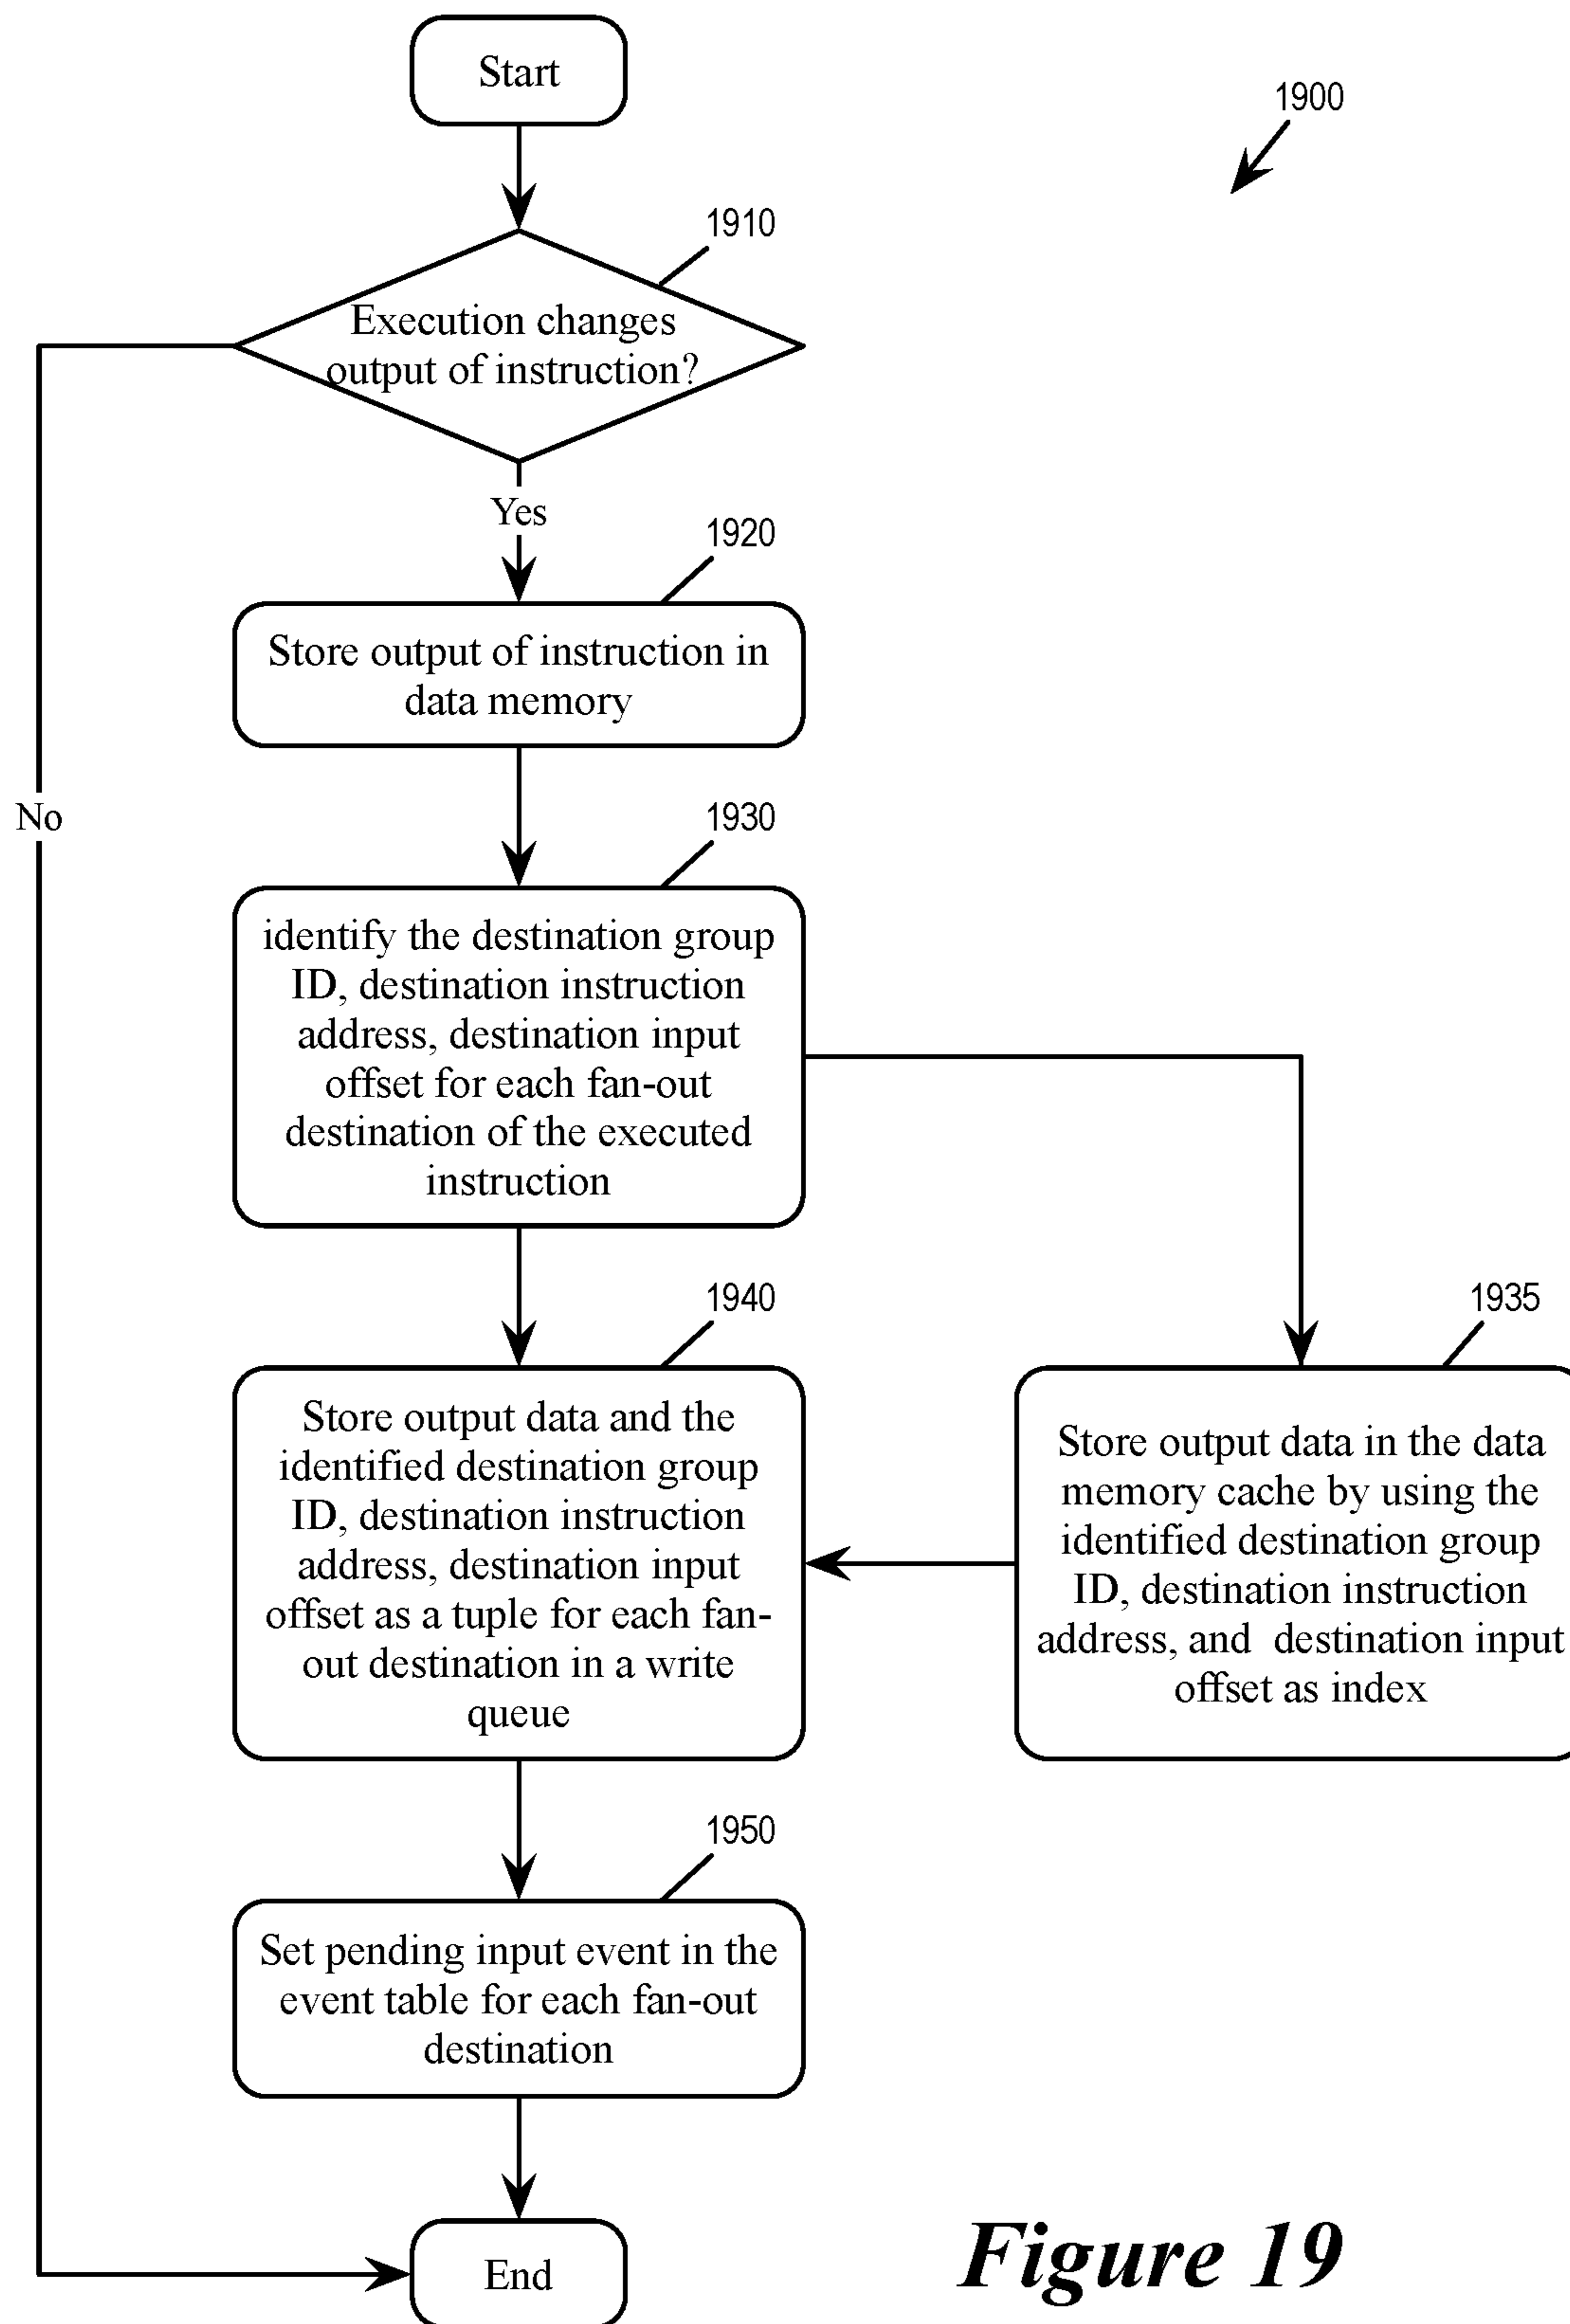 Start
1900
1910
Execution changes
output of instruction?
Yes
1920
Store output of instruction in
data memory
No
1930
identify the destination group
ID, destination instruction
address, destination input
offset for each fan-out
destination of the executed
instruction
1940
Store output data and the
identified destination group
ID, destination instruction
address, destination input
offset as a tuple for each fan-
out destination in a write
queue
1935
Store output data in the data
memory cache by using the
identified destination group
ID, destination instruction
address, and destination input
offset as index
1950
Set pending input event in the
event table for each fan-out
destination
End
Figure 19